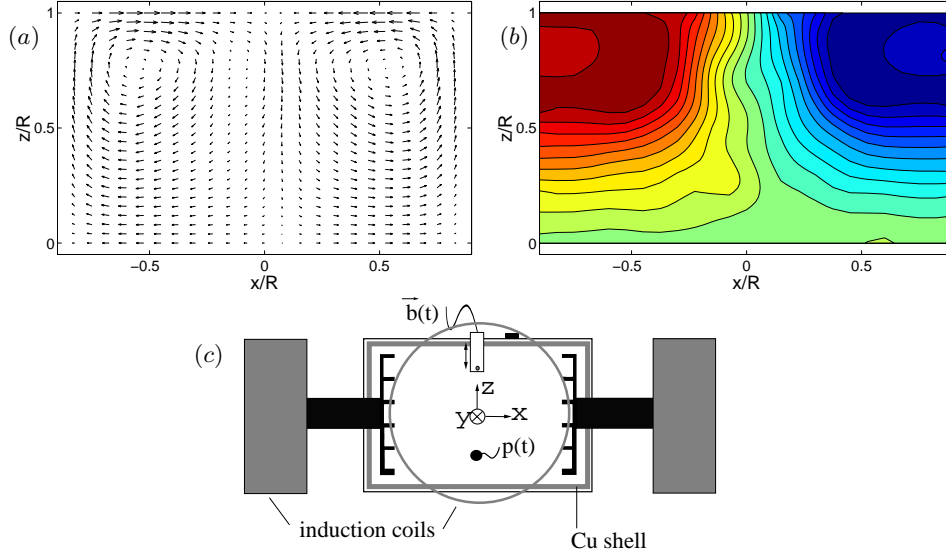 (a)
z/R
1
0.5
0
−0.5
0
0.5
x/R
(b)
z/R
1
0.5
0
−0.5
0
0.5
x/R
(c)
b(t)
z
y
x
p(t)
induction coils
Cu shell